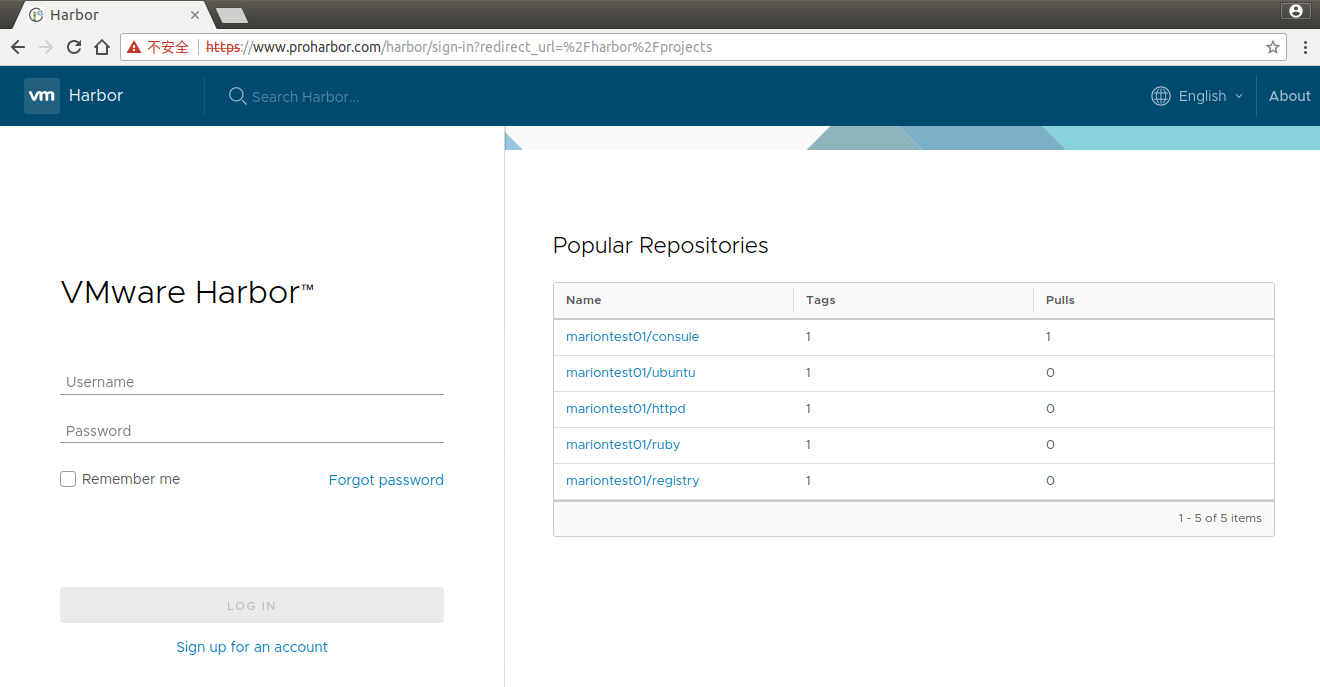 Harbor
不安全 https://www.proharbor.com/harbor/sign-in?redirect_url=%2Fharbor%2Fprojects
vm Harbor Search Harbor... English About
VMware Harbor™
Username
Password
Remember me Forgot password
LOG IN
Sign up for an account
Popular Repositories
Name Tags Pulls
mariontest01/consule 1 1
mariontest01/ubuntu 1 0
mariontest01/httpd 1 0
mariontest01/ruby 1 0
mariontest01/registry 1 0
1 - 5 of 5 items